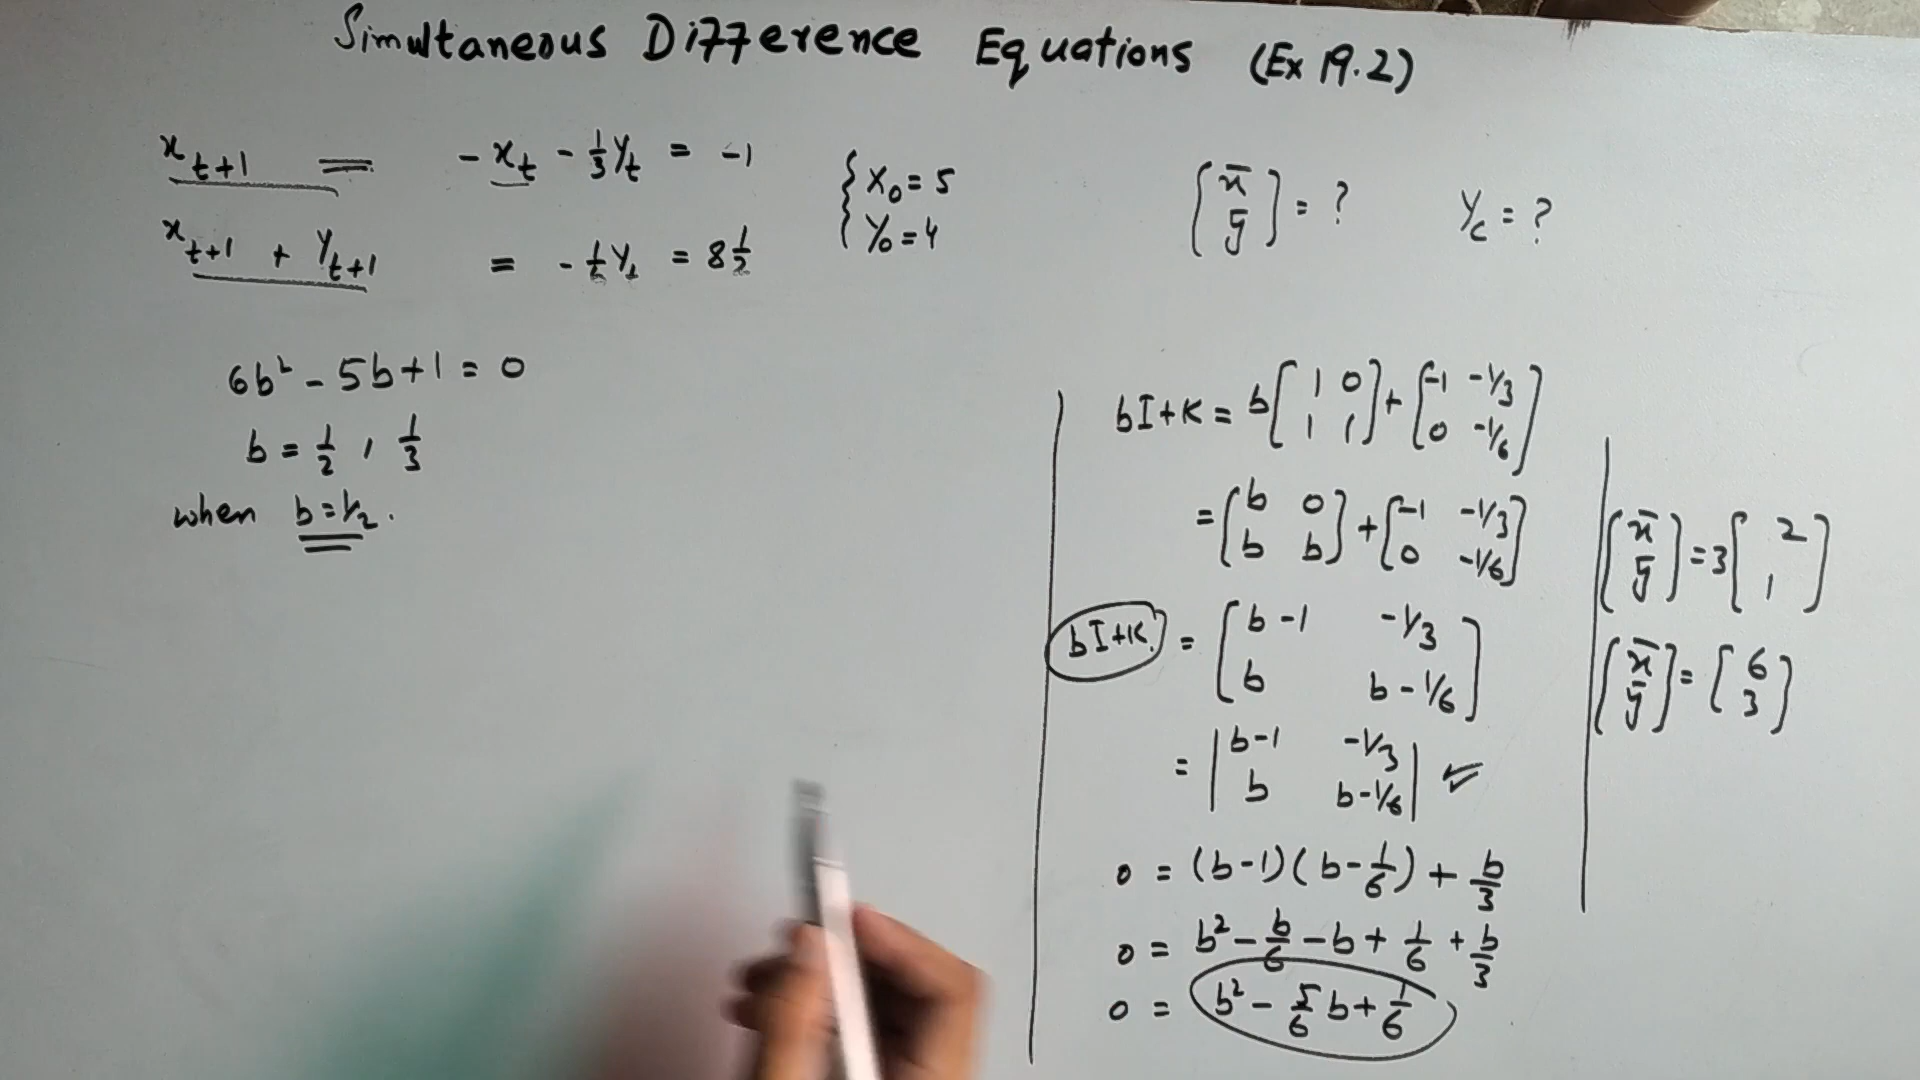 Simultaneous Difference Equations (Ex 19.2)
x_{t+1} = -x_t - 1/3 y_t = -1
x_{t+1} + y_{t+1} = - 1/6 y_t = 8 1/2
{ x_0 = 5
y_0 = 4
[x̄ ȳ] = ? y_c = ?
6b² - 5b + 1 = 0
b = 1/2 , 1/3
when b = 1/2.
bI + K = b [1 0; 1 1] + [-1 -1/3; 0 -1/6]
= [b 0; b b] + [-1 -1/3; 0 -1/6]
bI + K = [b-1 -1/3; b b-1/6]
= |b-1 -1/3; b b-1/6| ✓
0 = (b-1)(b - 1/6) + b/3
0 = b² - b/6 - b + 1/6 + b/3
0 = b² - 5/6 b + 1/6
[x̄ ȳ] = 3 [2 1]
[x̄ ȳ] = [6 3]